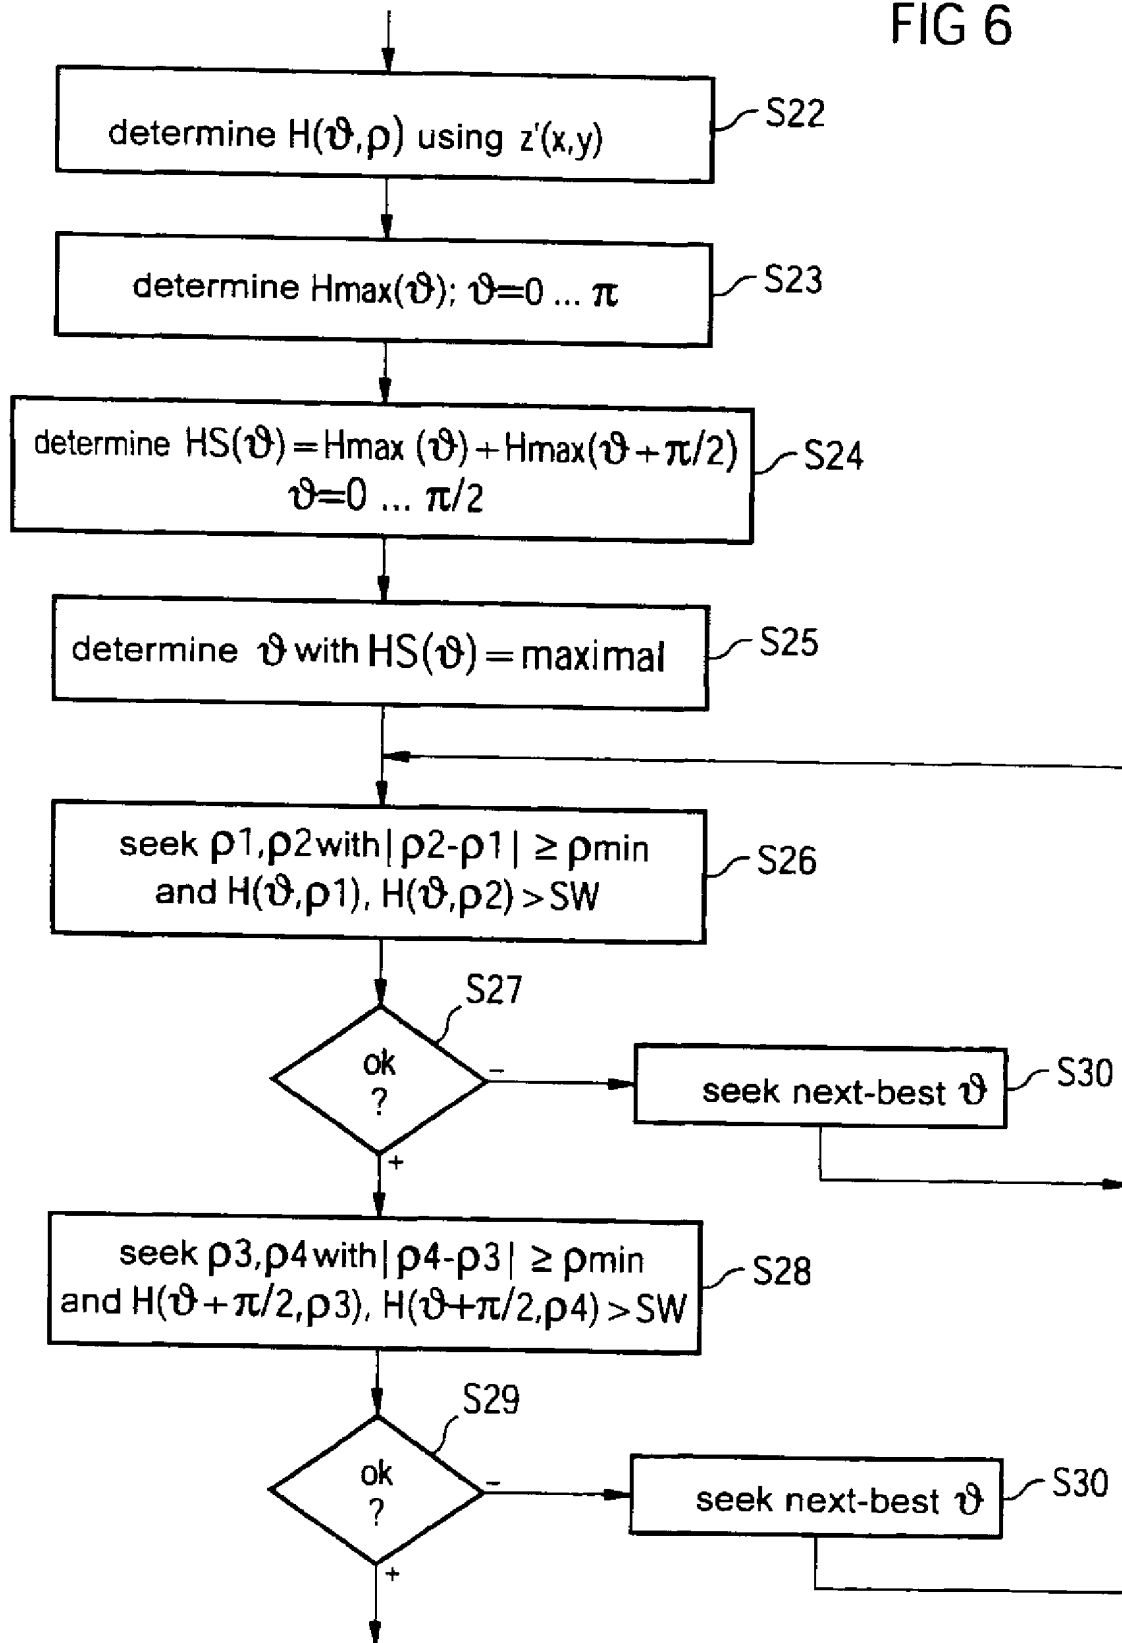 FIG 6
determine H(ϑ,ρ) using z'(x,y)
S22
determine Hmax(ϑ); ϑ=0 ... π
S23
determine HS(ϑ)=Hmax (ϑ)+Hmax(ϑ+π/2)
ϑ=0 ... π/2
S24
determine ϑ with HS(ϑ)=maximal
S25
seek ρ1,ρ2 with|ρ2-ρ1| ≥ ρmin
and H(ϑ,ρ1), H(ϑ,ρ2)>SW
S26
S27
ok
?
-
+
seek next-best ϑ
S30
seek ρ3,ρ4 with|ρ4-ρ3| ≥ ρmin
and H(ϑ+π/2,ρ3), H(ϑ+π/2,ρ4)>SW
S28
S29
ok
?
-
+
seek next-best ϑ
S30